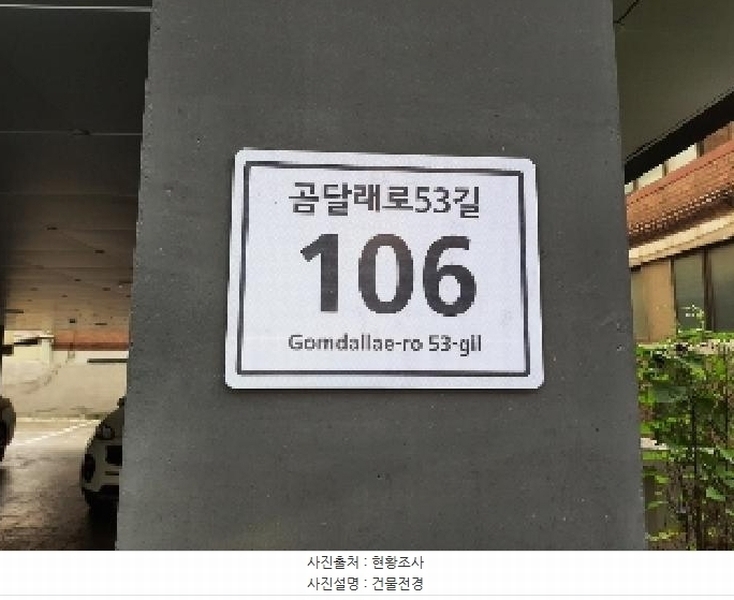 곰달래로53길
106
Gomdallae-ro 53-gil
사진출처 : 현황조사
사진설명 : 건물전경